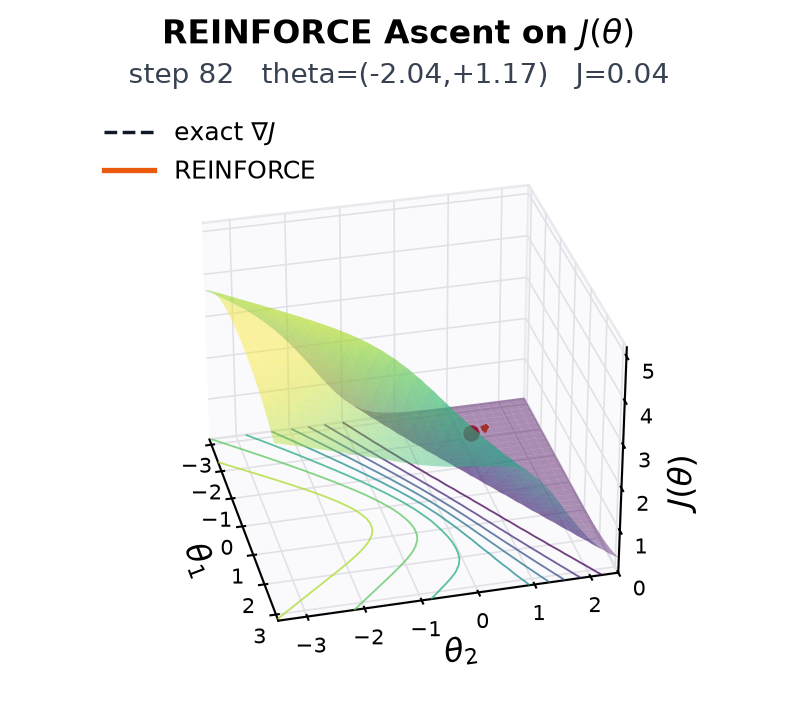 REINFORCE Ascent on J(θ)
step 82   theta=(-2.04,+1.17)   J=0.04
exact ∇J
REINFORCE
5
4
3
2
1
0
J(θ)
−3
−2
−1
0
1
2
3
θ₁
−3
−2
−1
0
1
2
θ₂